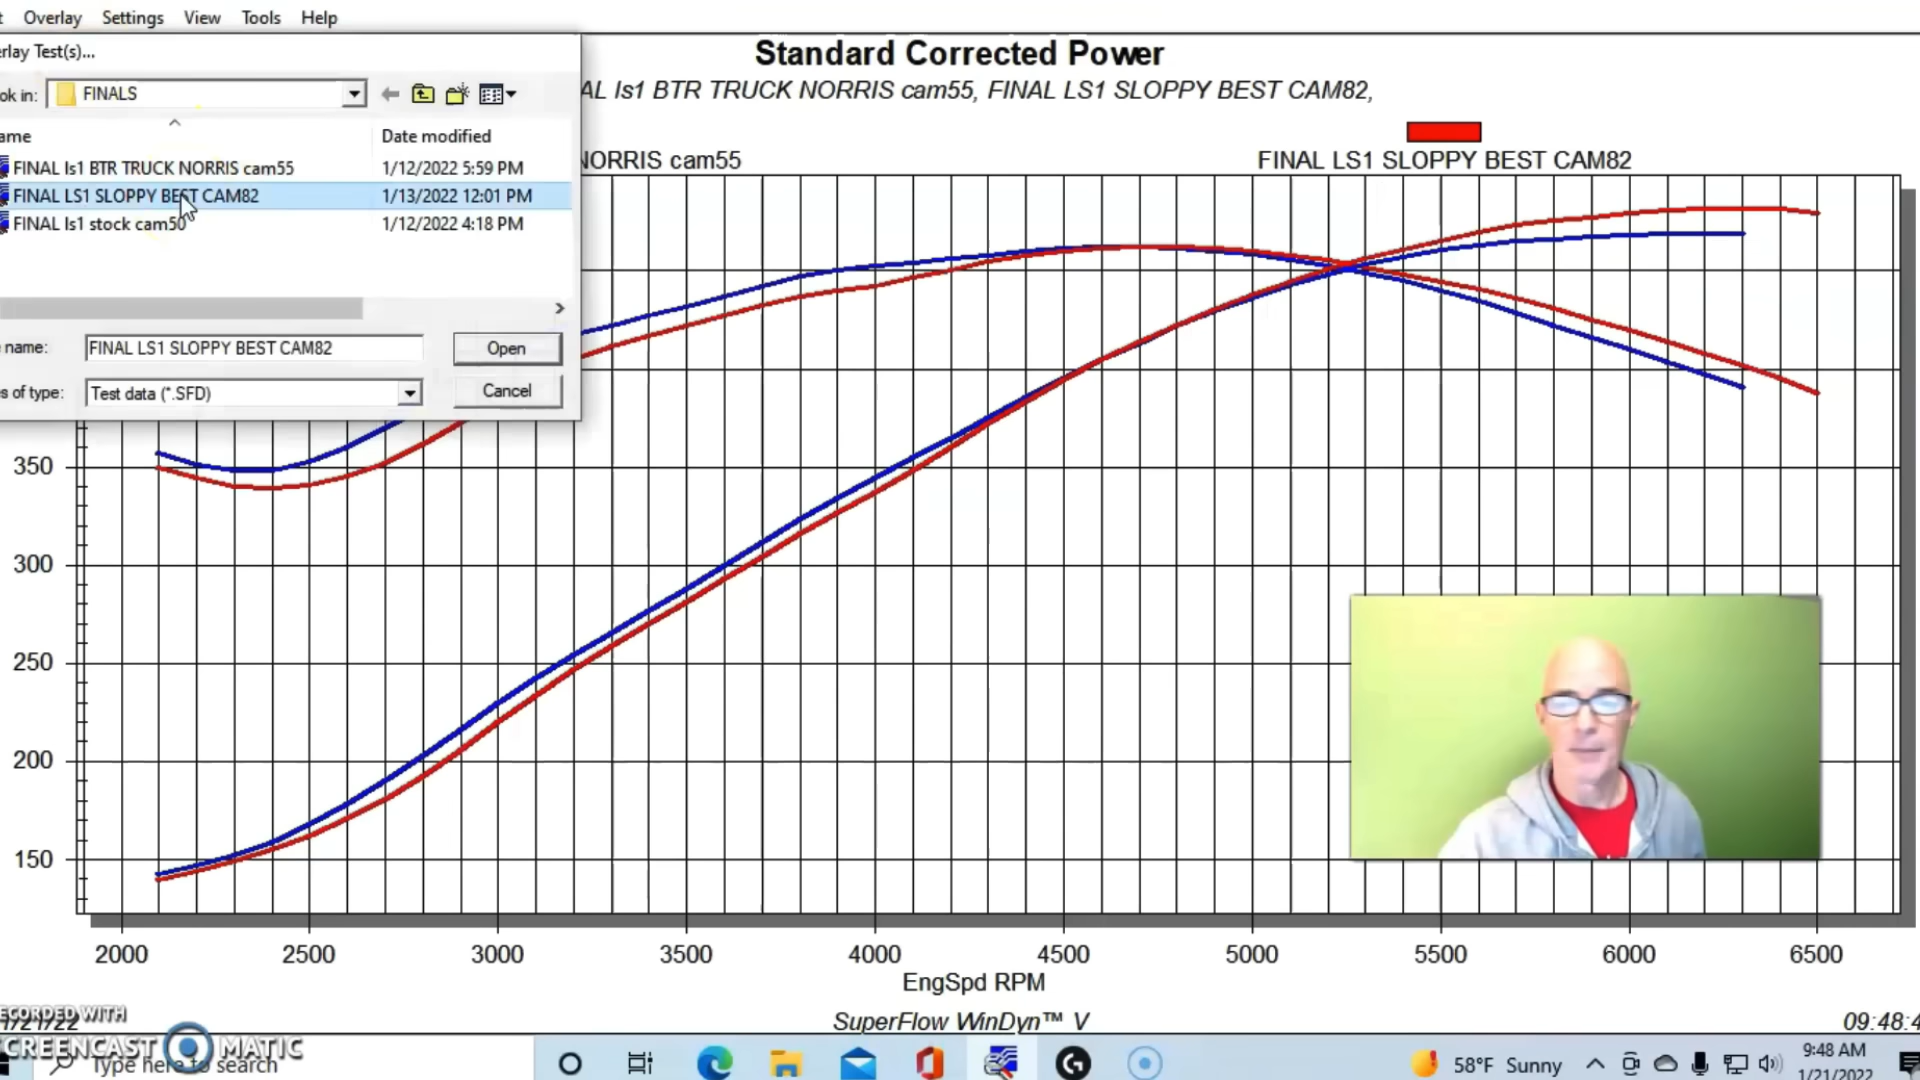 t Overlay Settings View Tools Help
rlay Test(s)...
ok in: FINALS
ame Date modified
FINAL ls1 BTR TRUCK NORRIS cam55 1/12/2022 5:59 PM
FINAL LS1 SLOPPY BEST CAM82 1/13/2022 12:01 PM
FINAL ls1 stock cam50 1/12/2022 4:18 PM
name: FINAL LS1 SLOPPY BEST CAM82 Open
s of type: Test data (*.SFD) Cancel
Standard Corrected Power
AL ls1 BTR TRUCK NORRIS cam55, FINAL LS1 SLOPPY BEST CAM82,
NORRIS cam55 FINAL LS1 SLOPPY BEST CAM82
350
300
250
200
150
2000 2500 3000 3500 4000 4500 5000 5500 6000 6500
EngSpd RPM
SuperFlow WinDyn™ V 09:48:4
RECORDED WITH
SCREENCAST MATIC
Type here to search
58°F Sunny
9:48 AM
1/21/2022